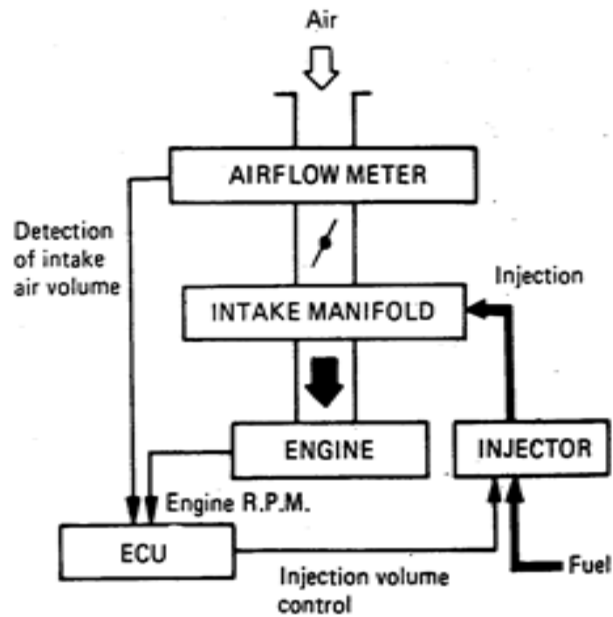 Air
AIRFLOW METER
Detection
of intake
air volume
Injection
INTAKE MANIFOLD
ENGINE
INJECTOR
Engine R.P.M.
ECU
Fuel
Injection volume
control